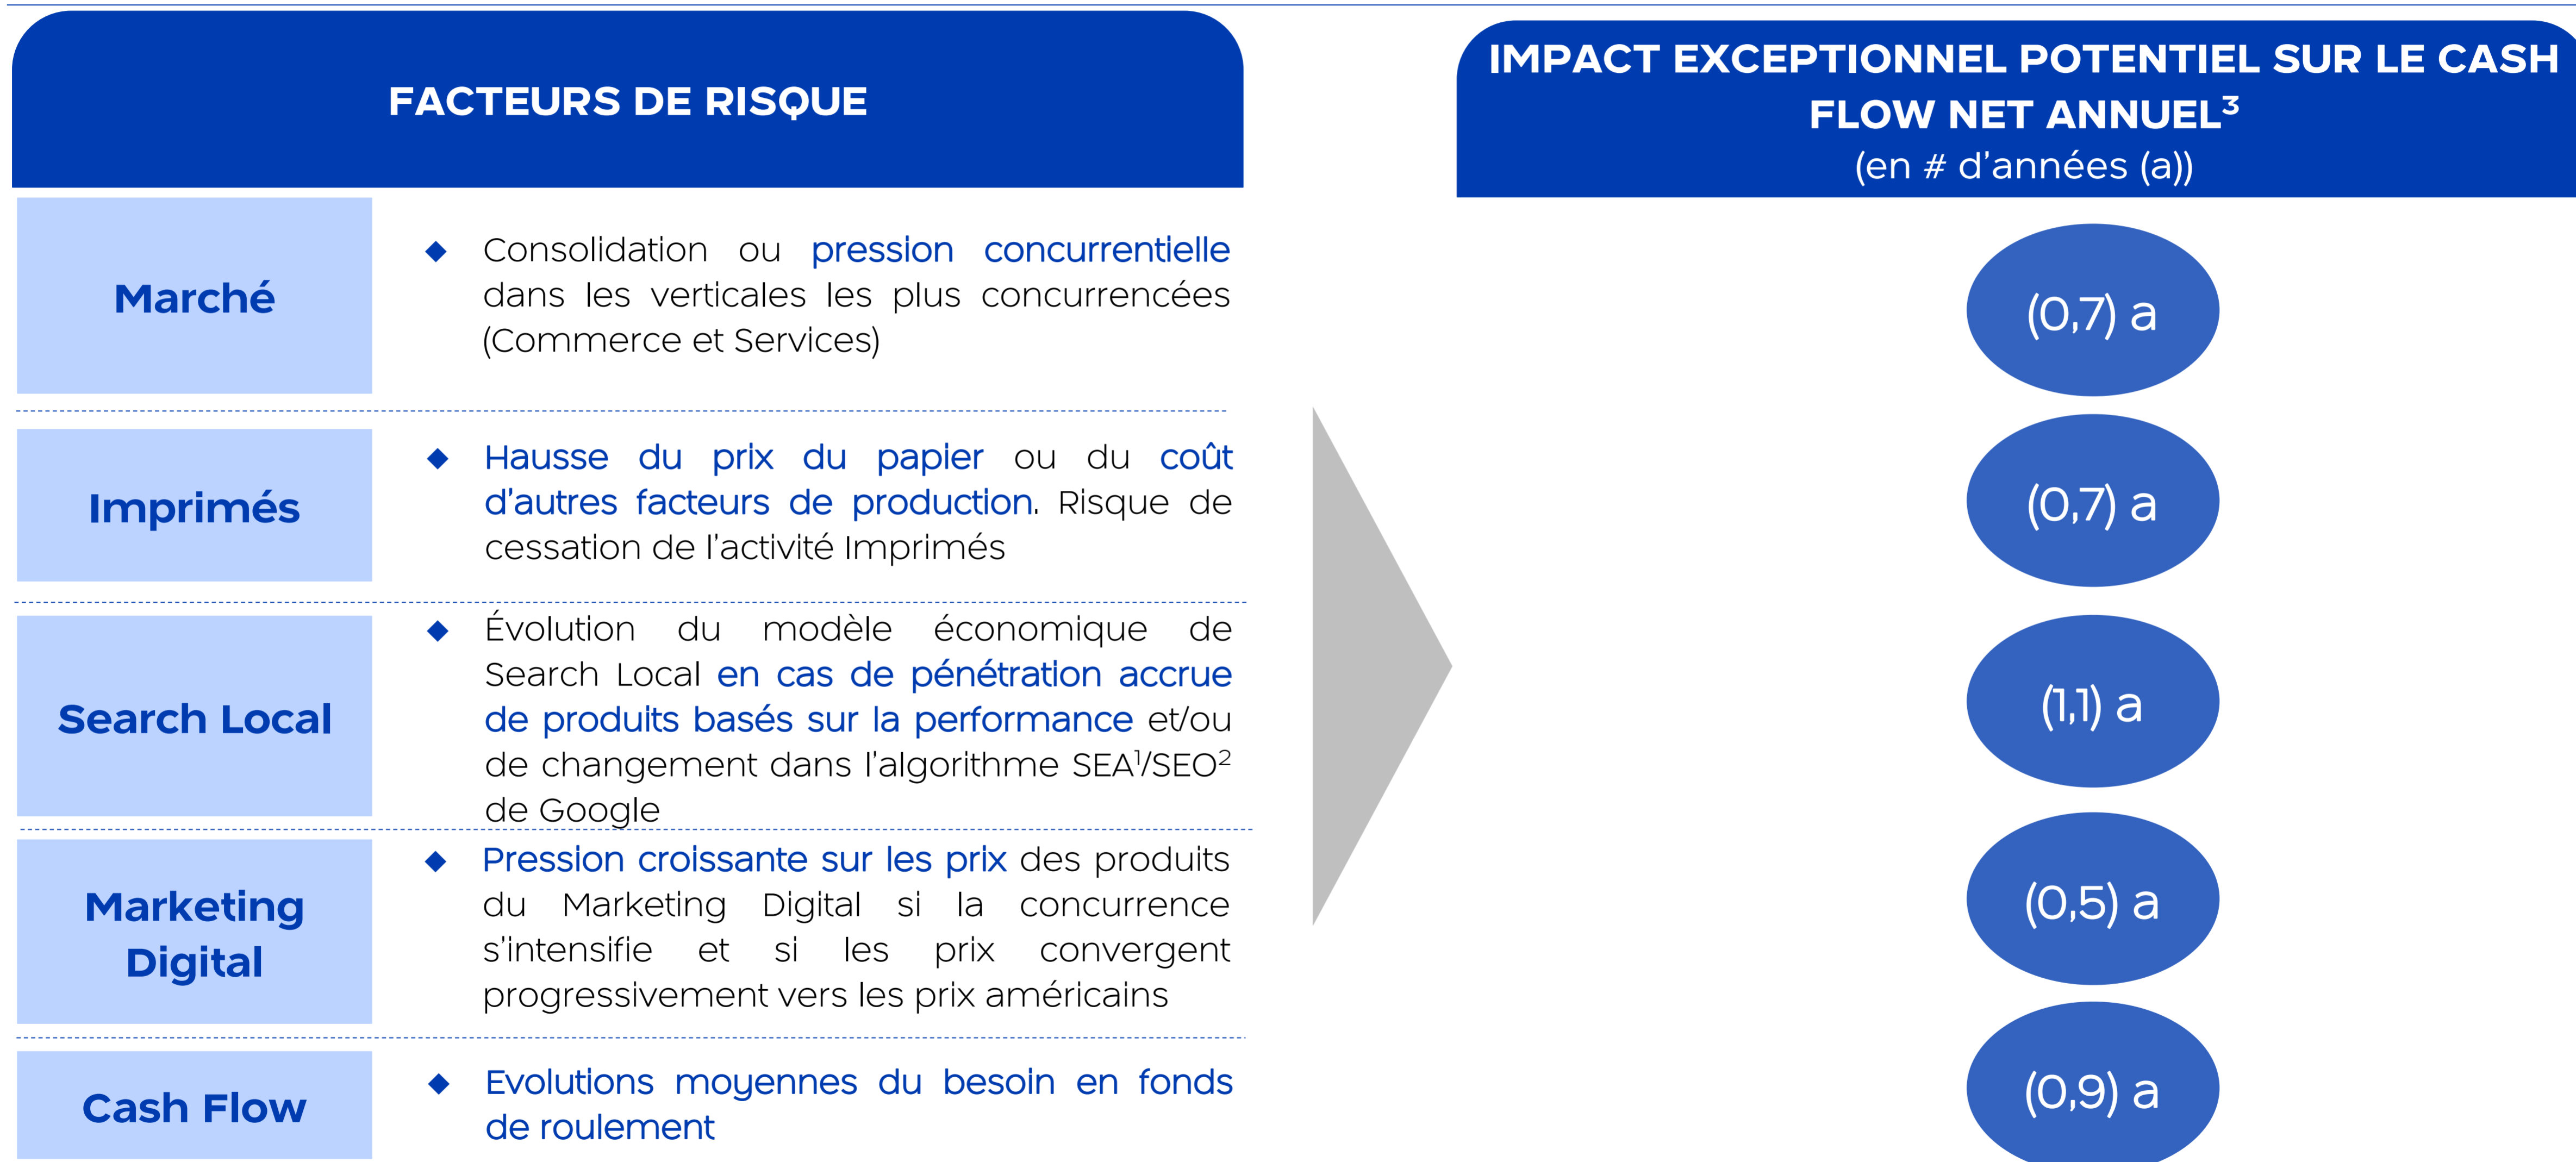 FACTEURS DE RISQUE
IMPACT EXCEPTIONNEL POTENTIEL SUR LE CASH
FLOW NET ANNUEL³
(en # d'années (a))
Marché
◆ Consolidation ou pression concurrentielle
dans les verticales les plus concurrencées
(Commerce et Services)
(0,7) a
Imprimés
◆ Hausse du prix du papier ou du coût
d'autres facteurs de production. Risque de
cessation de l'activité Imprimés
(0,7) a
Search Local
◆ Évolution du modèle économique de
Search Local en cas de pénétration accrue
de produits basés sur la performance et/ou
de changement dans l'algorithme SEA¹/SEO²
de Google
(1,1) a
Marketing
Digital
◆ Pression croissante sur les prix des produits
du Marketing Digital si la concurrence
s'intensifie et si les prix convergent
progressivement vers les prix américains
(0,5) a
Cash Flow
◆ Evolutions moyennes du besoin en fonds
de roulement
(0,9) a